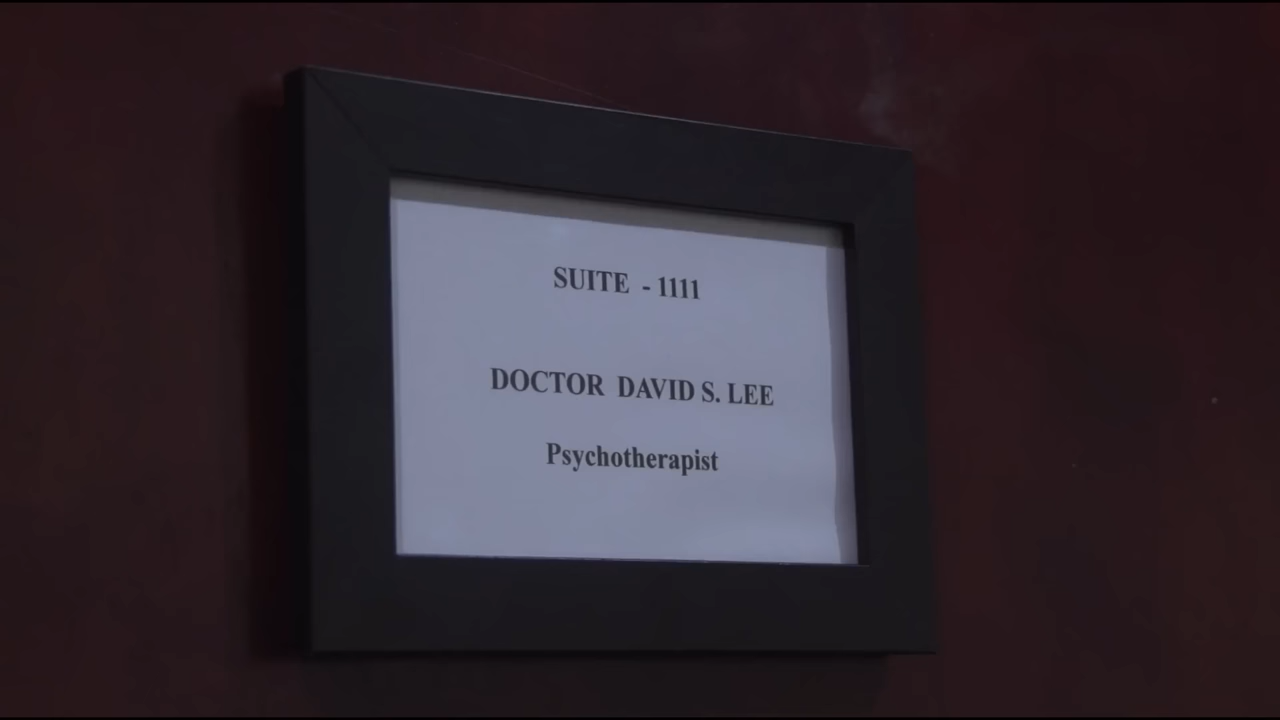 SUITE - 1111
DOCTOR DAVID S. LEE
Psychotherapist